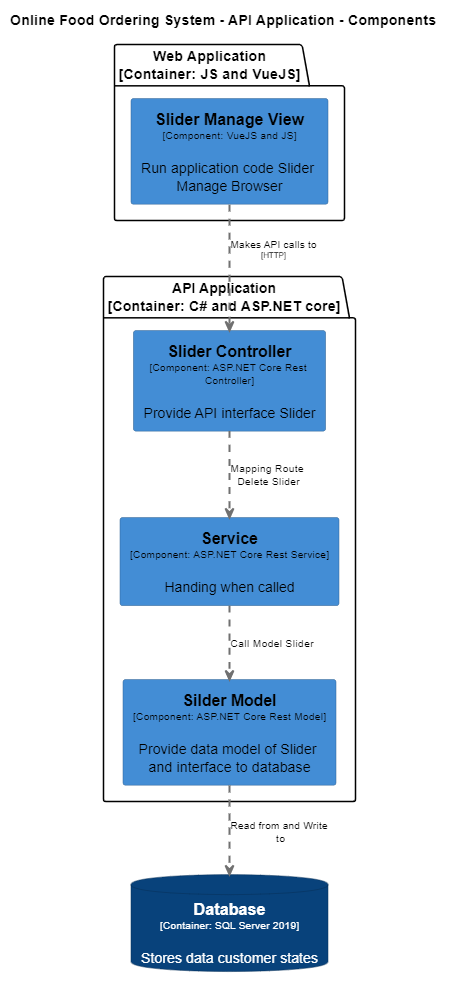 Online Food Ordering System - API Application - Components
Web Application
[Container: JS and VueJS]
Slider Manage View
[Component: VueJS and JS]
Run application code Slider
Manage Browser
Makes API calls to
[HTTP]
API Application
[Container: C# and ASP.NET core]
Slider Controller
[Component: ASP.NET Core Rest
Controller]
Provide API interface Slider
Mapping Route
Delete Slider
Service
[Component: ASP.NET Core Rest Service]
Handing when called
Call Model Slider
Silder Model
[Component: ASP.NET Core Rest Model]
Provide data model of Slider
and interface to database
Read from and Write
to
Database
[Container: SQL Server 2019]
Stores data customer states